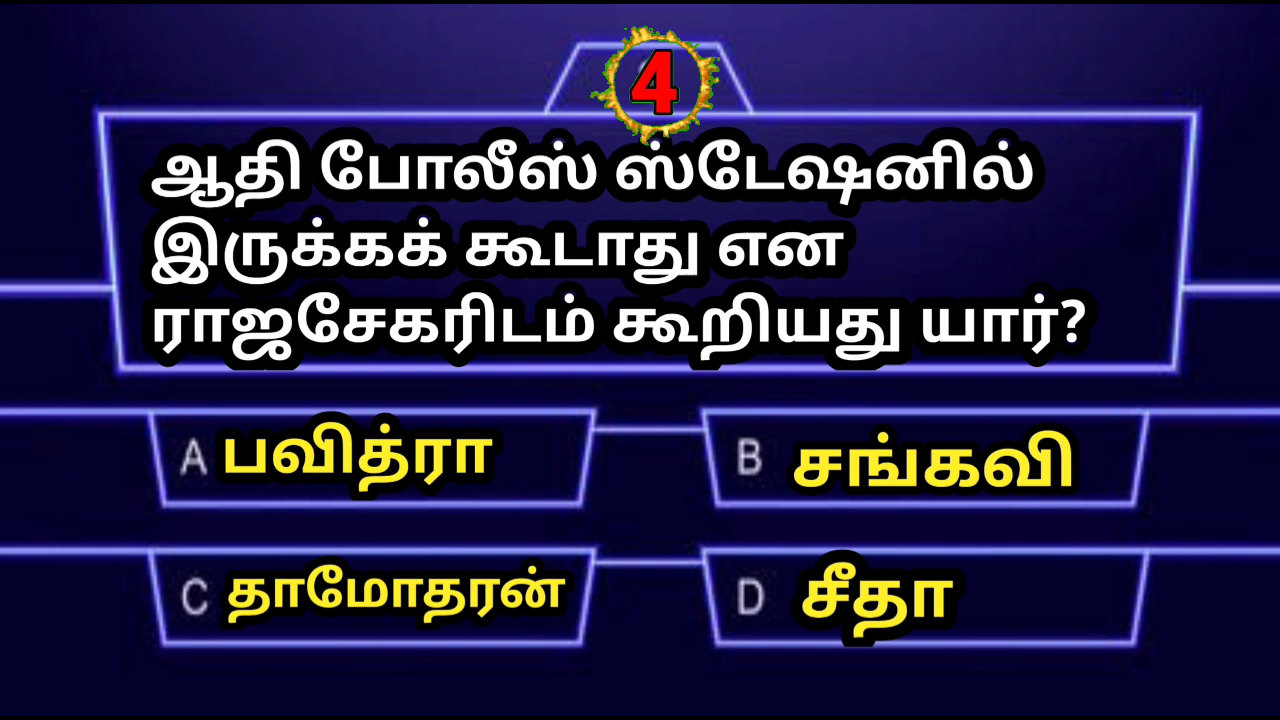 4
ஆதி போலீஸ் ஸ்டேஷனில்
இருக்கக் கூடாது என
ராஜசேகரிடம் கூறியது யார்?
A பவித்ரா
B சங்கவி
C தாமோதரன்
D சீதா